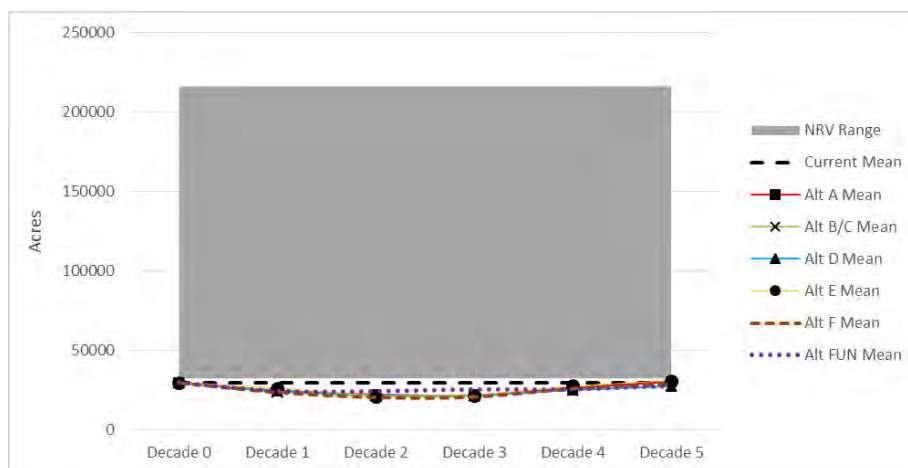 250000
200000
150000
100000
50000
0
Acres
Decade 0 Decade 1 Decade 2 Decade 3 Decade 4 Decade 5
NRV Range
Current Mean
Alt A Mean
Alt B/C Mean
Alt D Mean
Alt E Mean
Alt F Mean
Alt FUN Mean